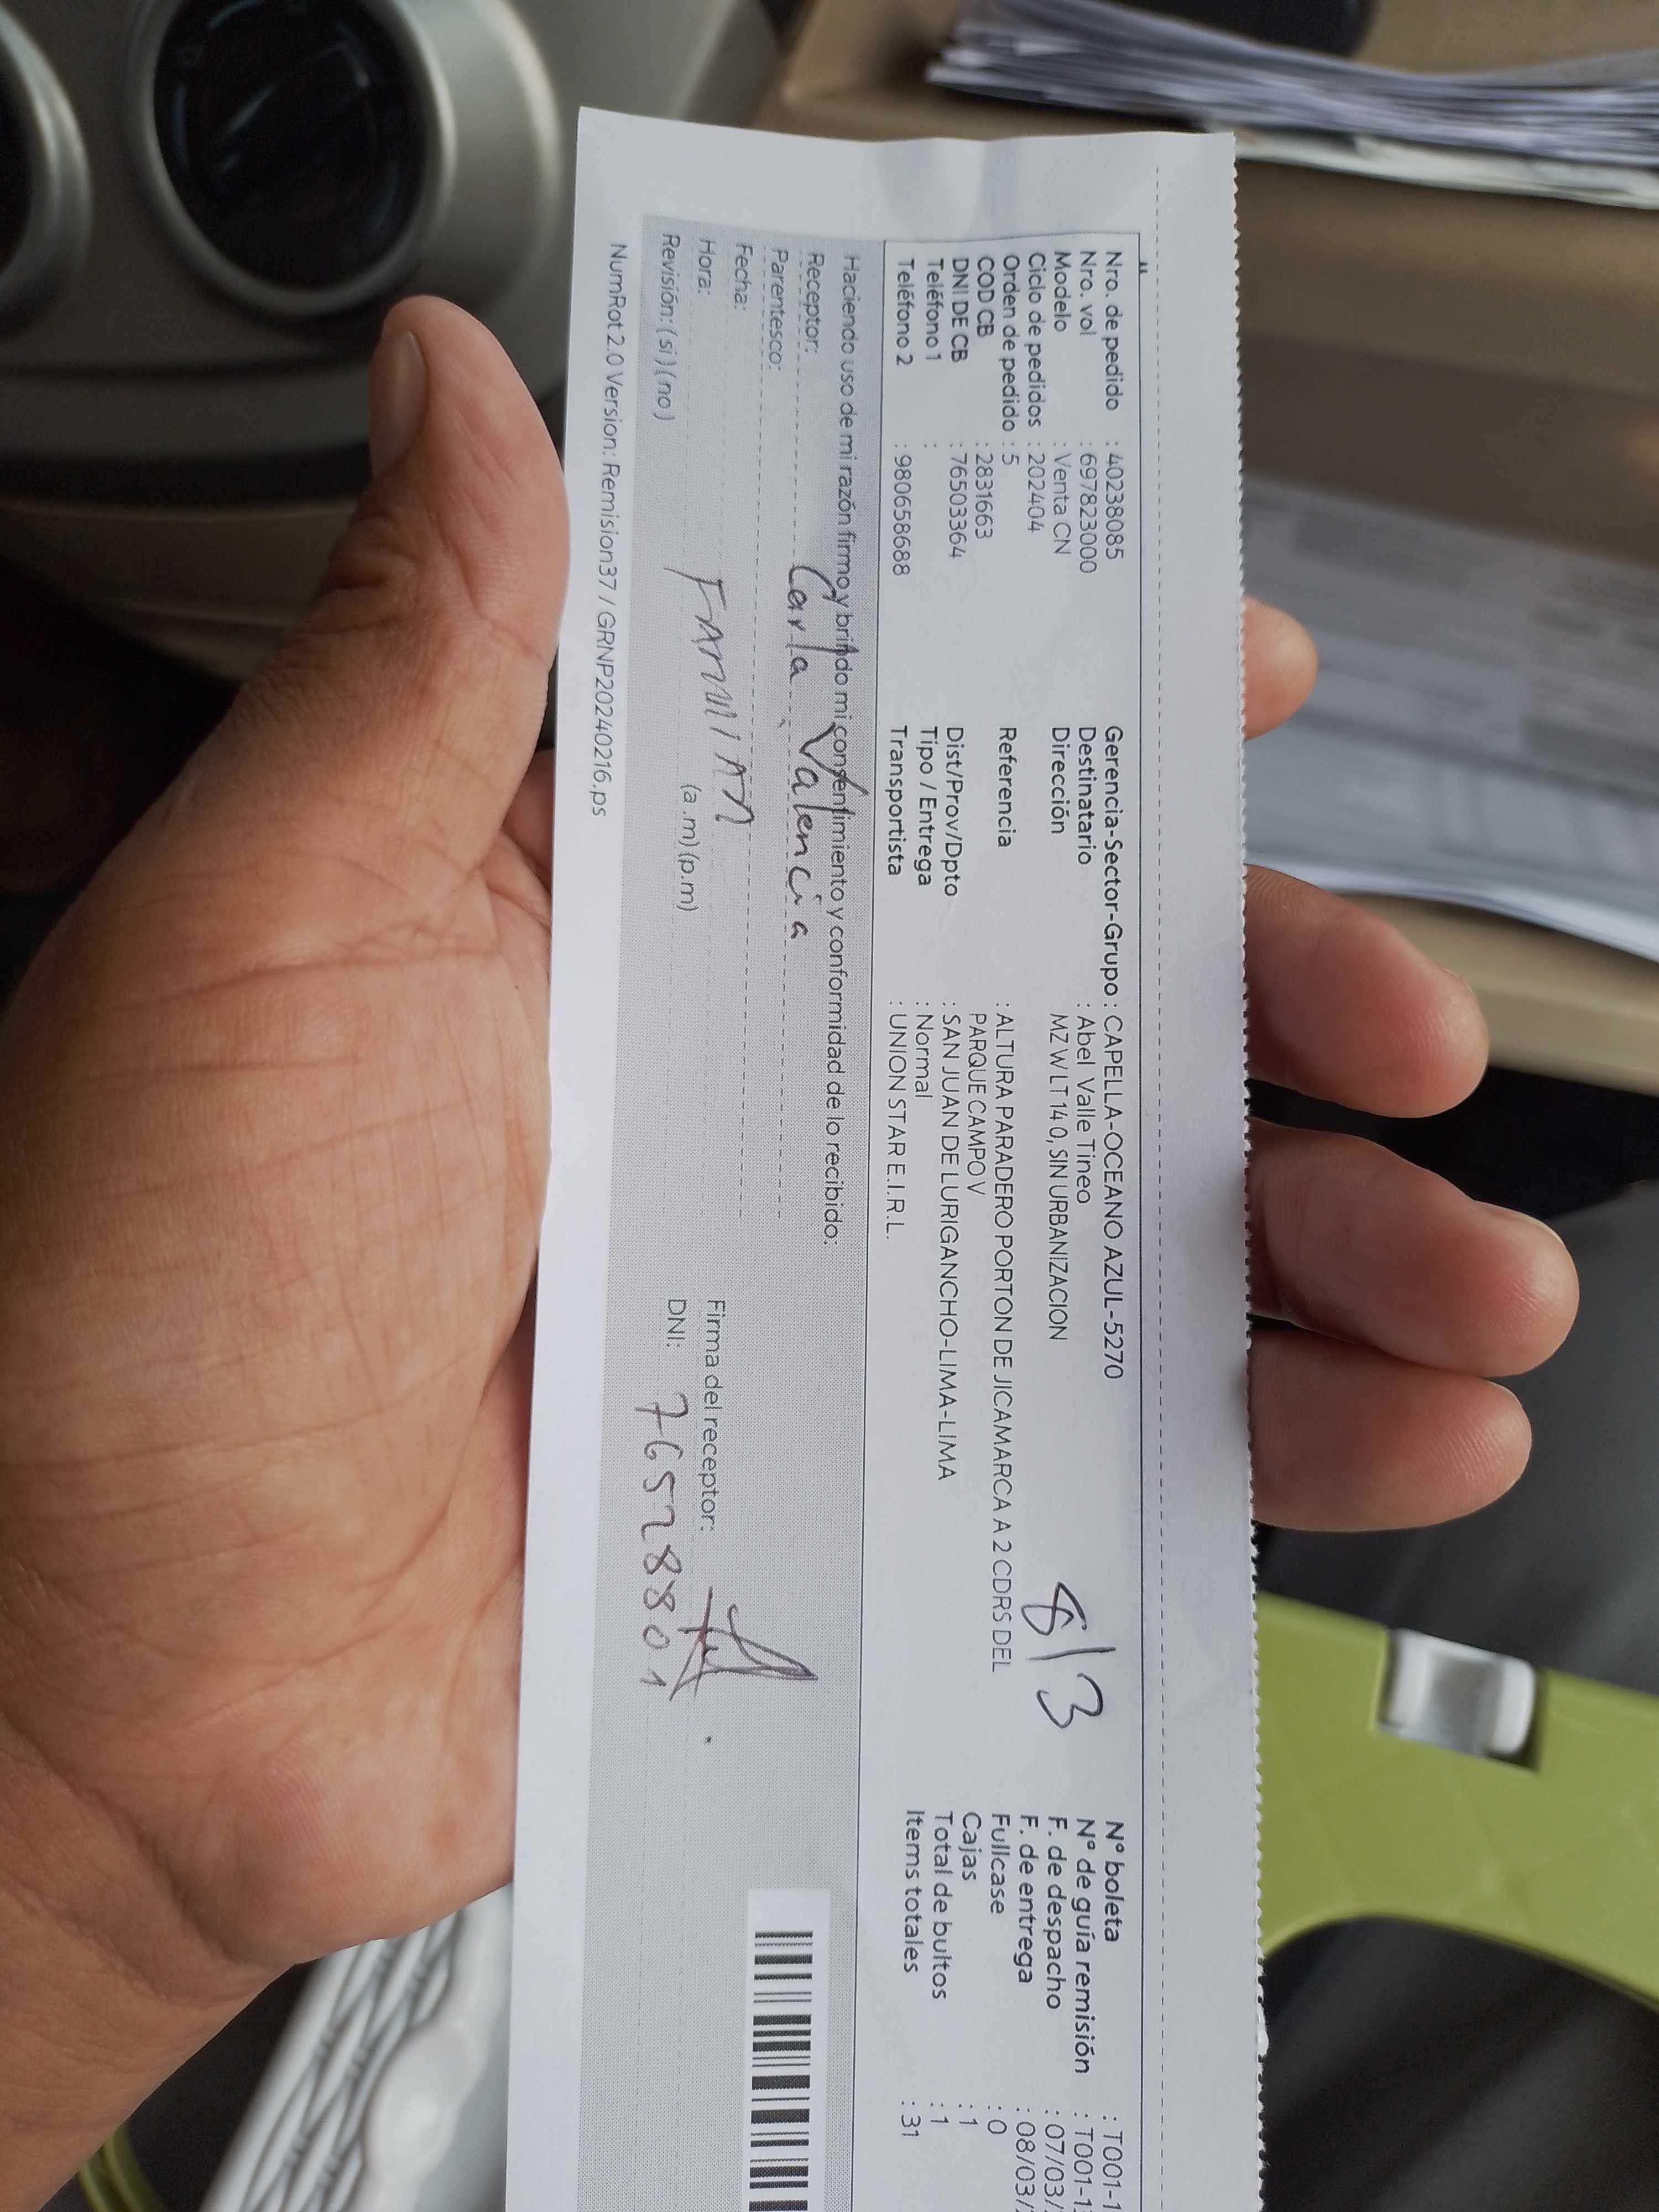 Nro. de pedido : 40238085
Nro. vol : 697823000
Modelo : Venta CN
Ciclo de pedidos : 202404
Orden de pedido : 5
COD CB : 2831663
DNI DE CB : 76503364
Teléfono 1 :
Teléfono 2 : 980658688
Gerencia-Sector-Grupo : CAPELLA-OCEANO AZUL-5270
Destinatario : Abel Valle Tineo
Dirección MZ W LT 14 0, SIN URBANIZACION
Referencia : ALTURA PARADERO PORTON DE JICAMARCA A 2 CDRS DEL
PARQUE CAMPO V
Dist/Prov/Dpto : SAN JUAN DE LURIGANCHO-LIMA-LIMA
Tipo / Entrega : Normal
Transportista : UNION STAR E.I.R.L.
8/3
N° boleta : T001-1
N° de guía remisión : T001-1
F. de despacho : 07/03/
F. de entrega : 08/03/
Fullcase : 0
Cajas : 1
Total de bultos : 1
Items totales : 31
Haciendo uso de mi razón firmo y brindo mi consentimiento y conformidad de lo recibido:
Receptor: Carla Valencia
Parentesco:
Fecha:
Hora: (a .m) (p.m)
Revisión: ( si ) ( no )
Firma del receptor:
DNI: 76528801
NumRot 2.0 Version: Remision37 / GRNP20240216.ps